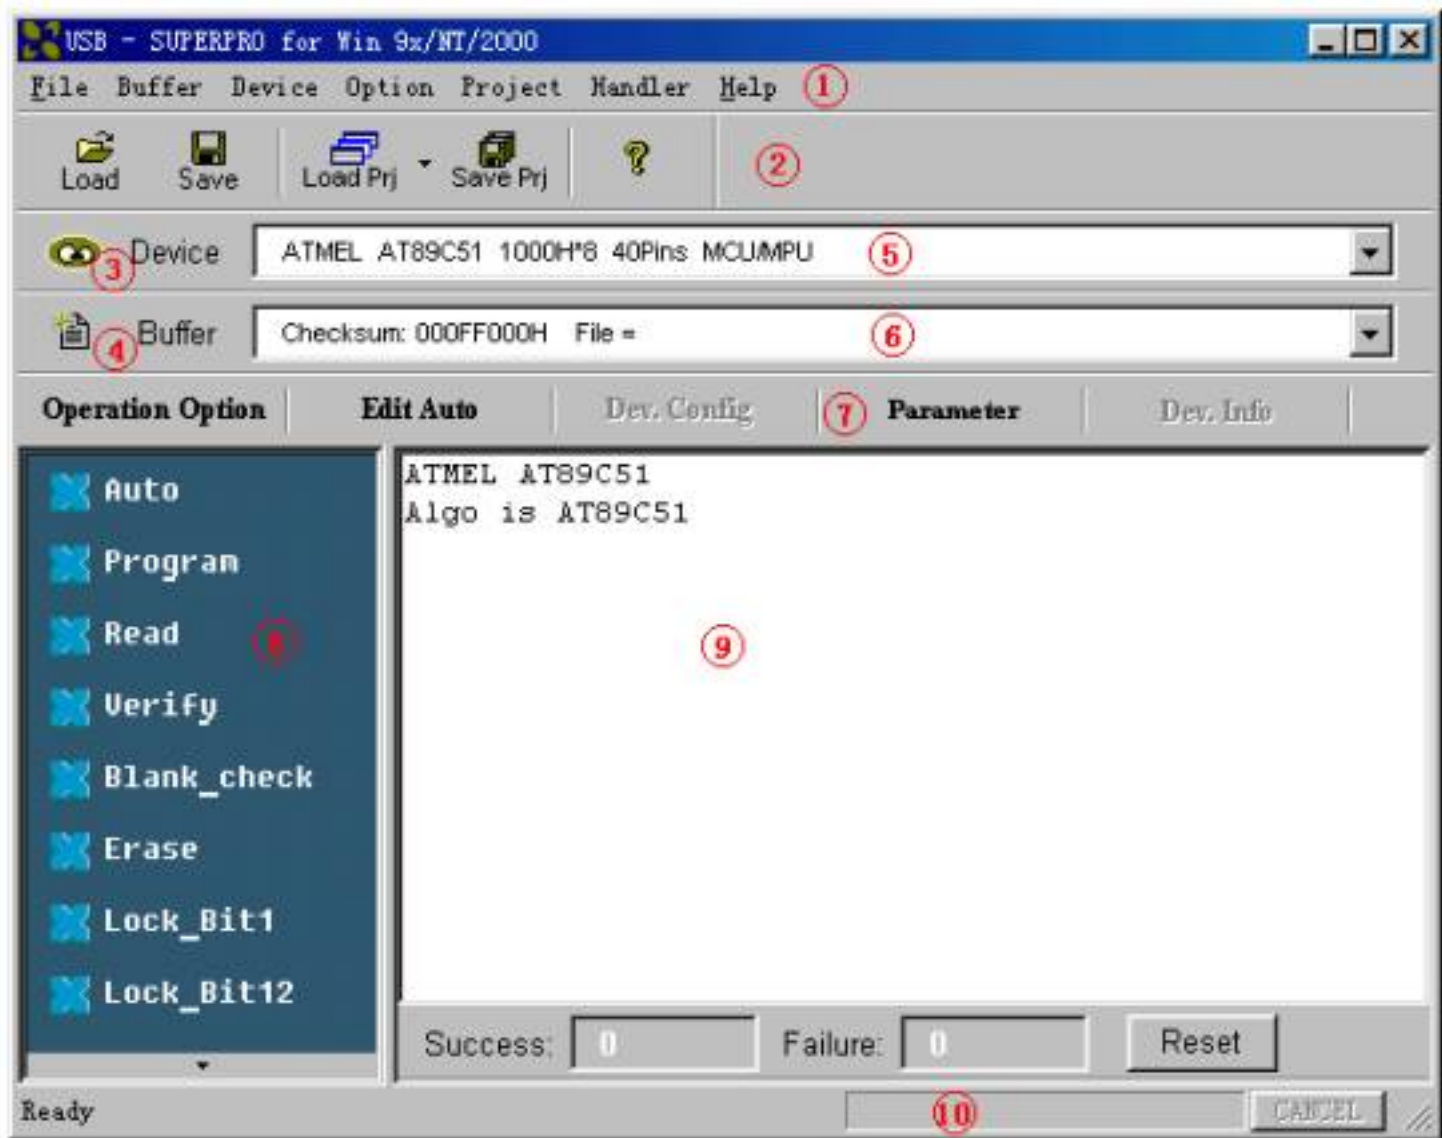 USB - SUPERPRO for Win 9x/NT/2000
File Buffer Device Option Project Handler Help 1
Load Save Load Prj Save Prj ? 2
3 Device ATMEL AT89C51 1000H*8 40Pins MCU/MPU 5
4 Buffer Checksum: 000FF000H File = 6
Operation Option Edit Auto Dev. Config 7 Parameter Dev. Info
Auto
Program
Read 8
Verify
Blank_check
Erase
Lock_Bit1
Lock_Bit12
ATMEL AT89C51
Algo is AT89C51
9
Success: 0 Failure: 0 Reset
Ready 10 CANCEL